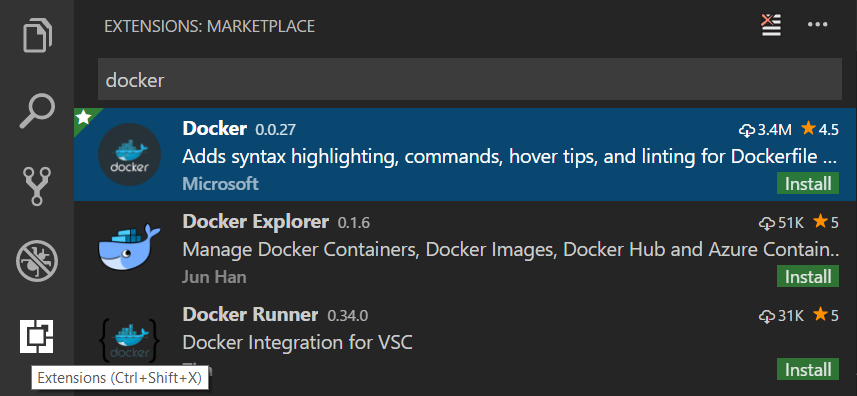 EXTENSIONS: MARKETPLACE
docker
Docker 0.0.27 3.4M 4.5
Adds syntax highlighting, commands, hover tips, and linting for Dockerfile ...
Microsoft Install
docker
Docker Explorer 0.1.6 51K 5
Manage Docker Containers, Docker Images, Docker Hub and Azure Contain..
Jun Han Install
Docker Runner 0.34.0 31K 5
docker
Docker Integration for VSC
Install
Extensions (Ctrl+Shift+X)